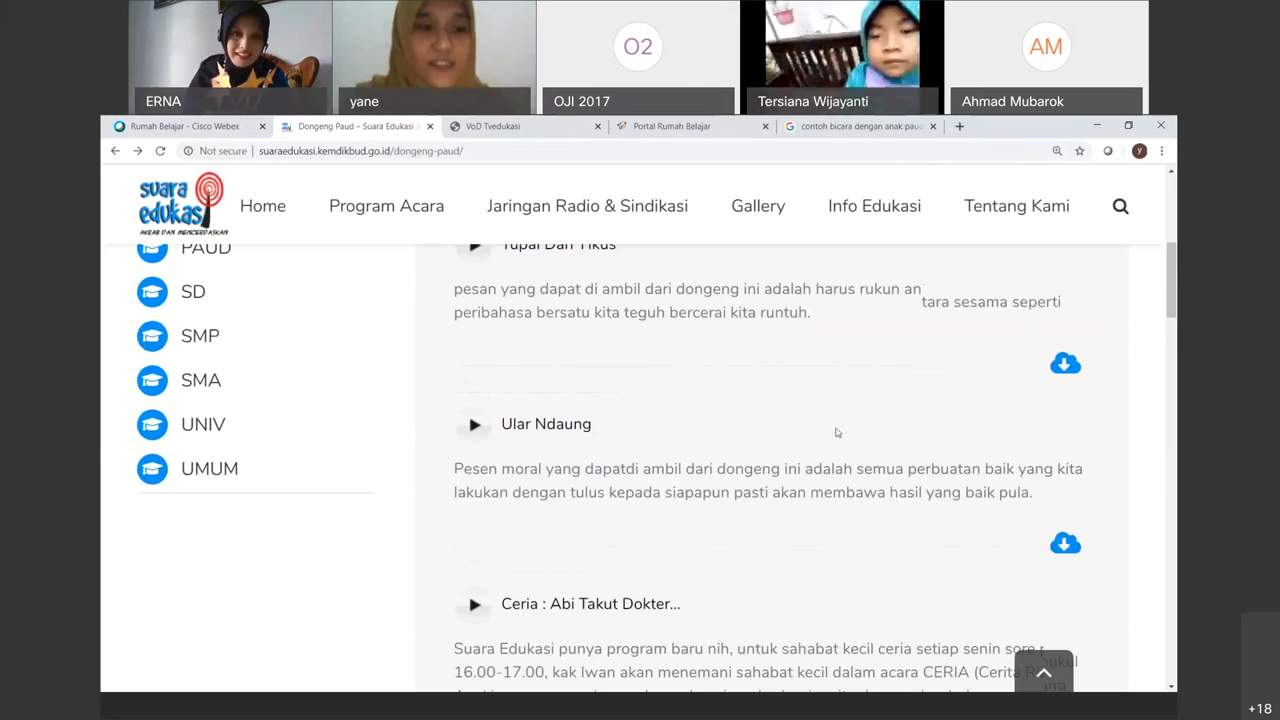 O2
AM
ERNA
yane
OJI 2017
Tersiana Wijayanti
Ahmad Mubarok
Rumah Belajar - Cisco Webex
Dongeng Paud – Suara Edukasi
VoD Tvedukasi
Portal Rumah Belajar
contoh bicara dengan anak pau
Not secure
suaraedukasi.kemdikbud.go.id/dongeng-paud/
y
suara
edukasi
AKRAB DAN MENCERDASKAN
Home
Program Acara
Jaringan Radio & Sindikasi
Gallery
Info Edukasi
Tentang Kami
PAUD
SD
SMP
SMA
UNIV
UMUM
Tupai Dan Tikus
pesan yang dapat di ambil dari dongeng ini adalah harus rukun an tara sesama seperti
peribahasa bersatu kita teguh bercerai kita runtuh.
Ular Ndaung
Pesen moral yang dapatdi ambil dari dongeng ini adalah semua perbuatan baik yang kita
lakukan dengan tulus kepada siapapun pasti akan membawa hasil yang baik pula.
Ceria : Abi Takut Dokter...
Suara Edukasi punya program baru nih, untuk sahabat kecil ceria setiap senin sore pukul
16.00-17.00, kak Iwan akan menemani sahabat kecil dalam acara CERIA (Cerita
+18